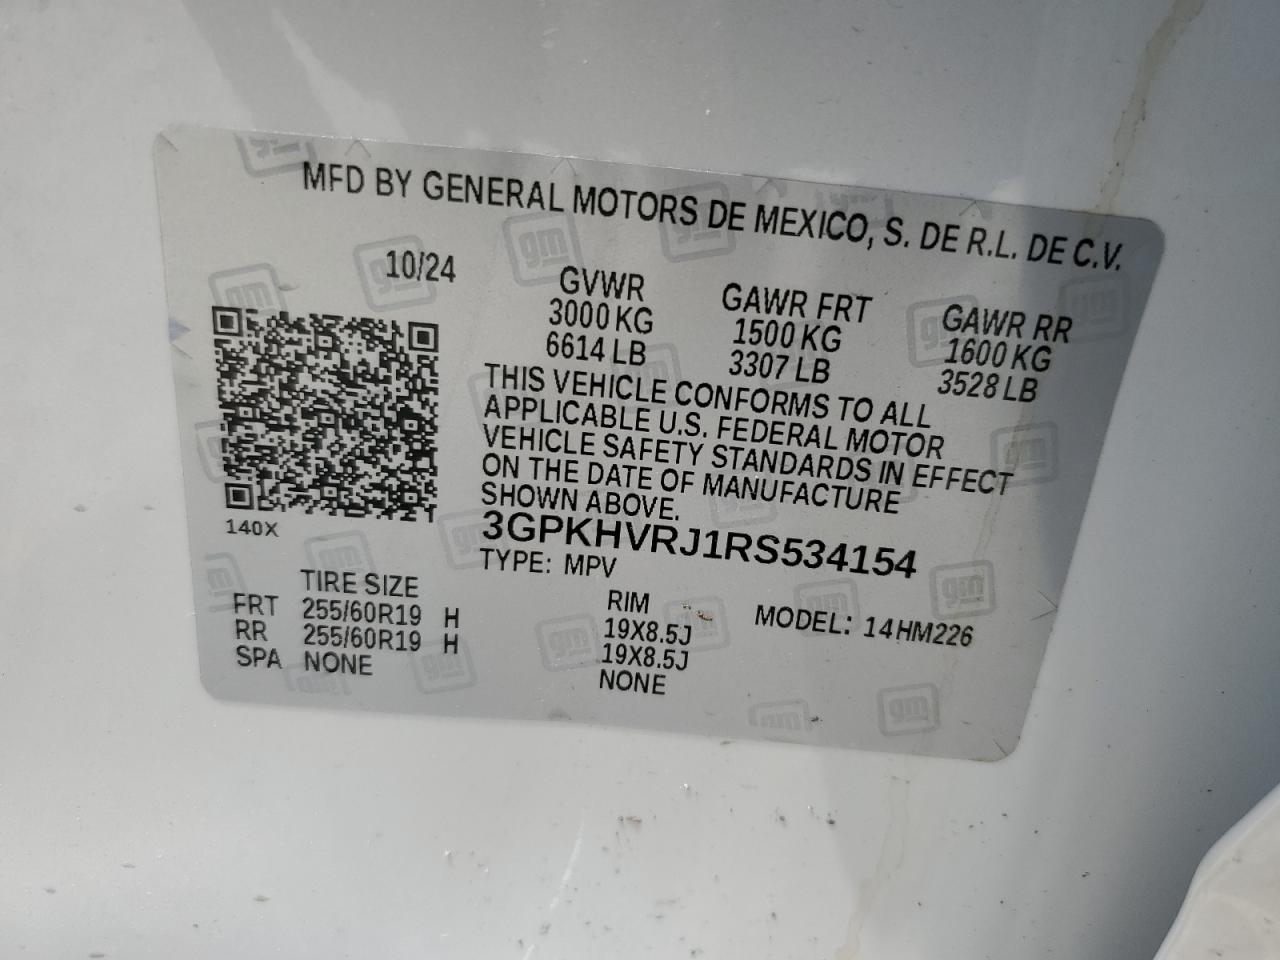 MFD BY GENERAL MOTORS DE MEXICO, S. DE R.L. DE C.V.
10/24
GVWR GAWR FRT GAWR RR
3000 KG 1500 KG 1600 KG
6614 LB 3307 LB 3528 LB
THIS VEHICLE CONFORMS TO ALL
APPLICABLE U.S. FEDERAL MOTOR
VEHICLE SAFETY STANDARDS IN EFFECT
ON THE DATE OF MANUFACTURE
SHOWN ABOVE.
140X
3GPKHVRJ1RS534154
TYPE: MPV MODEL: 14HM226
TIRE SIZE RIM
FRT 255/60R19 H 19X8.5J
RR 255/60R19 H 19X8.5J
SPA NONE NONE
gm